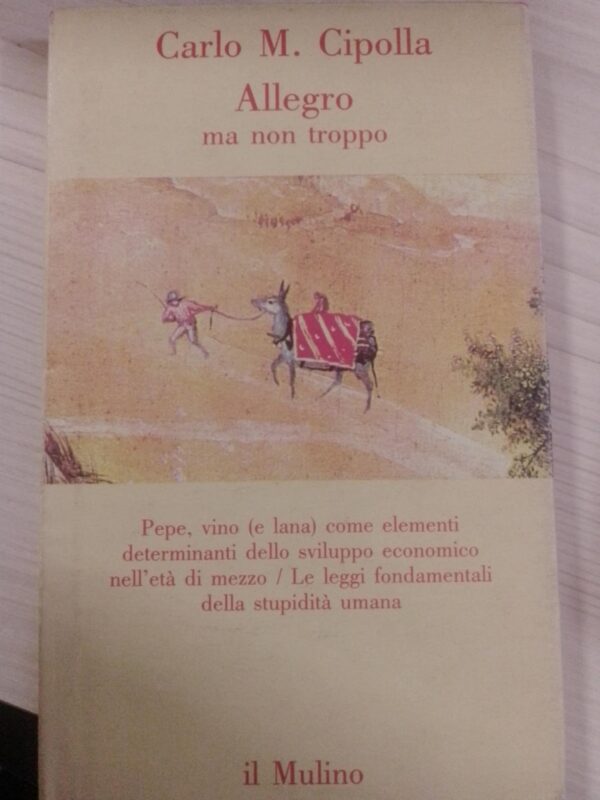 Carlo M. Cipolla
Allegro
ma non troppo
Pepe, vino (e lana) come elementi
determinanti dello sviluppo economico
nell'età di mezzo / Le leggi fondamentali
della stupidità umana
il Mulino